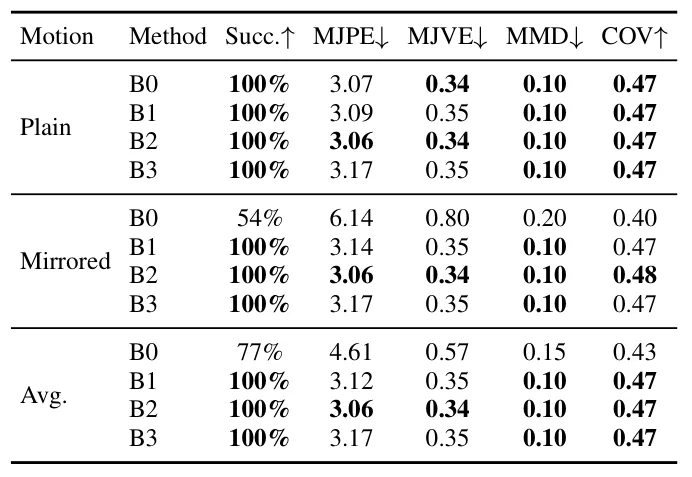 Motion Method Succ.↑ MJPE↓ MJVE↓ MMD↓ COV↑
B0 100% 3.07 0.34 0.10 0.47
B1 100% 3.09 0.35 0.10 0.47
Plain
B2 100% 3.06 0.34 0.10 0.47
B3 100% 3.17 0.35 0.10 0.47
B0 54% 6.14 0.80 0.20 0.40
B1 100% 3.14 0.35 0.10 0.47
Mirrored
B2 100% 3.06 0.34 0.10 0.48
B3 100% 3.17 0.35 0.10 0.47
B0 77% 4.61 0.57 0.15 0.43
B1 100% 3.12 0.35 0.10 0.47
Avg.
B2 100% 3.06 0.34 0.10 0.47
B3 100% 3.17 0.35 0.10 0.47